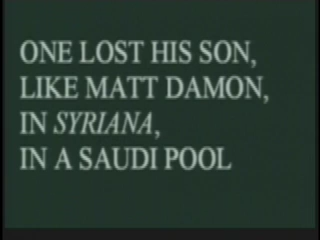 ONE LOST HIS SON,
LIKE MATT DAMON,
IN SYRIANA,
IN A SAUDI POOL